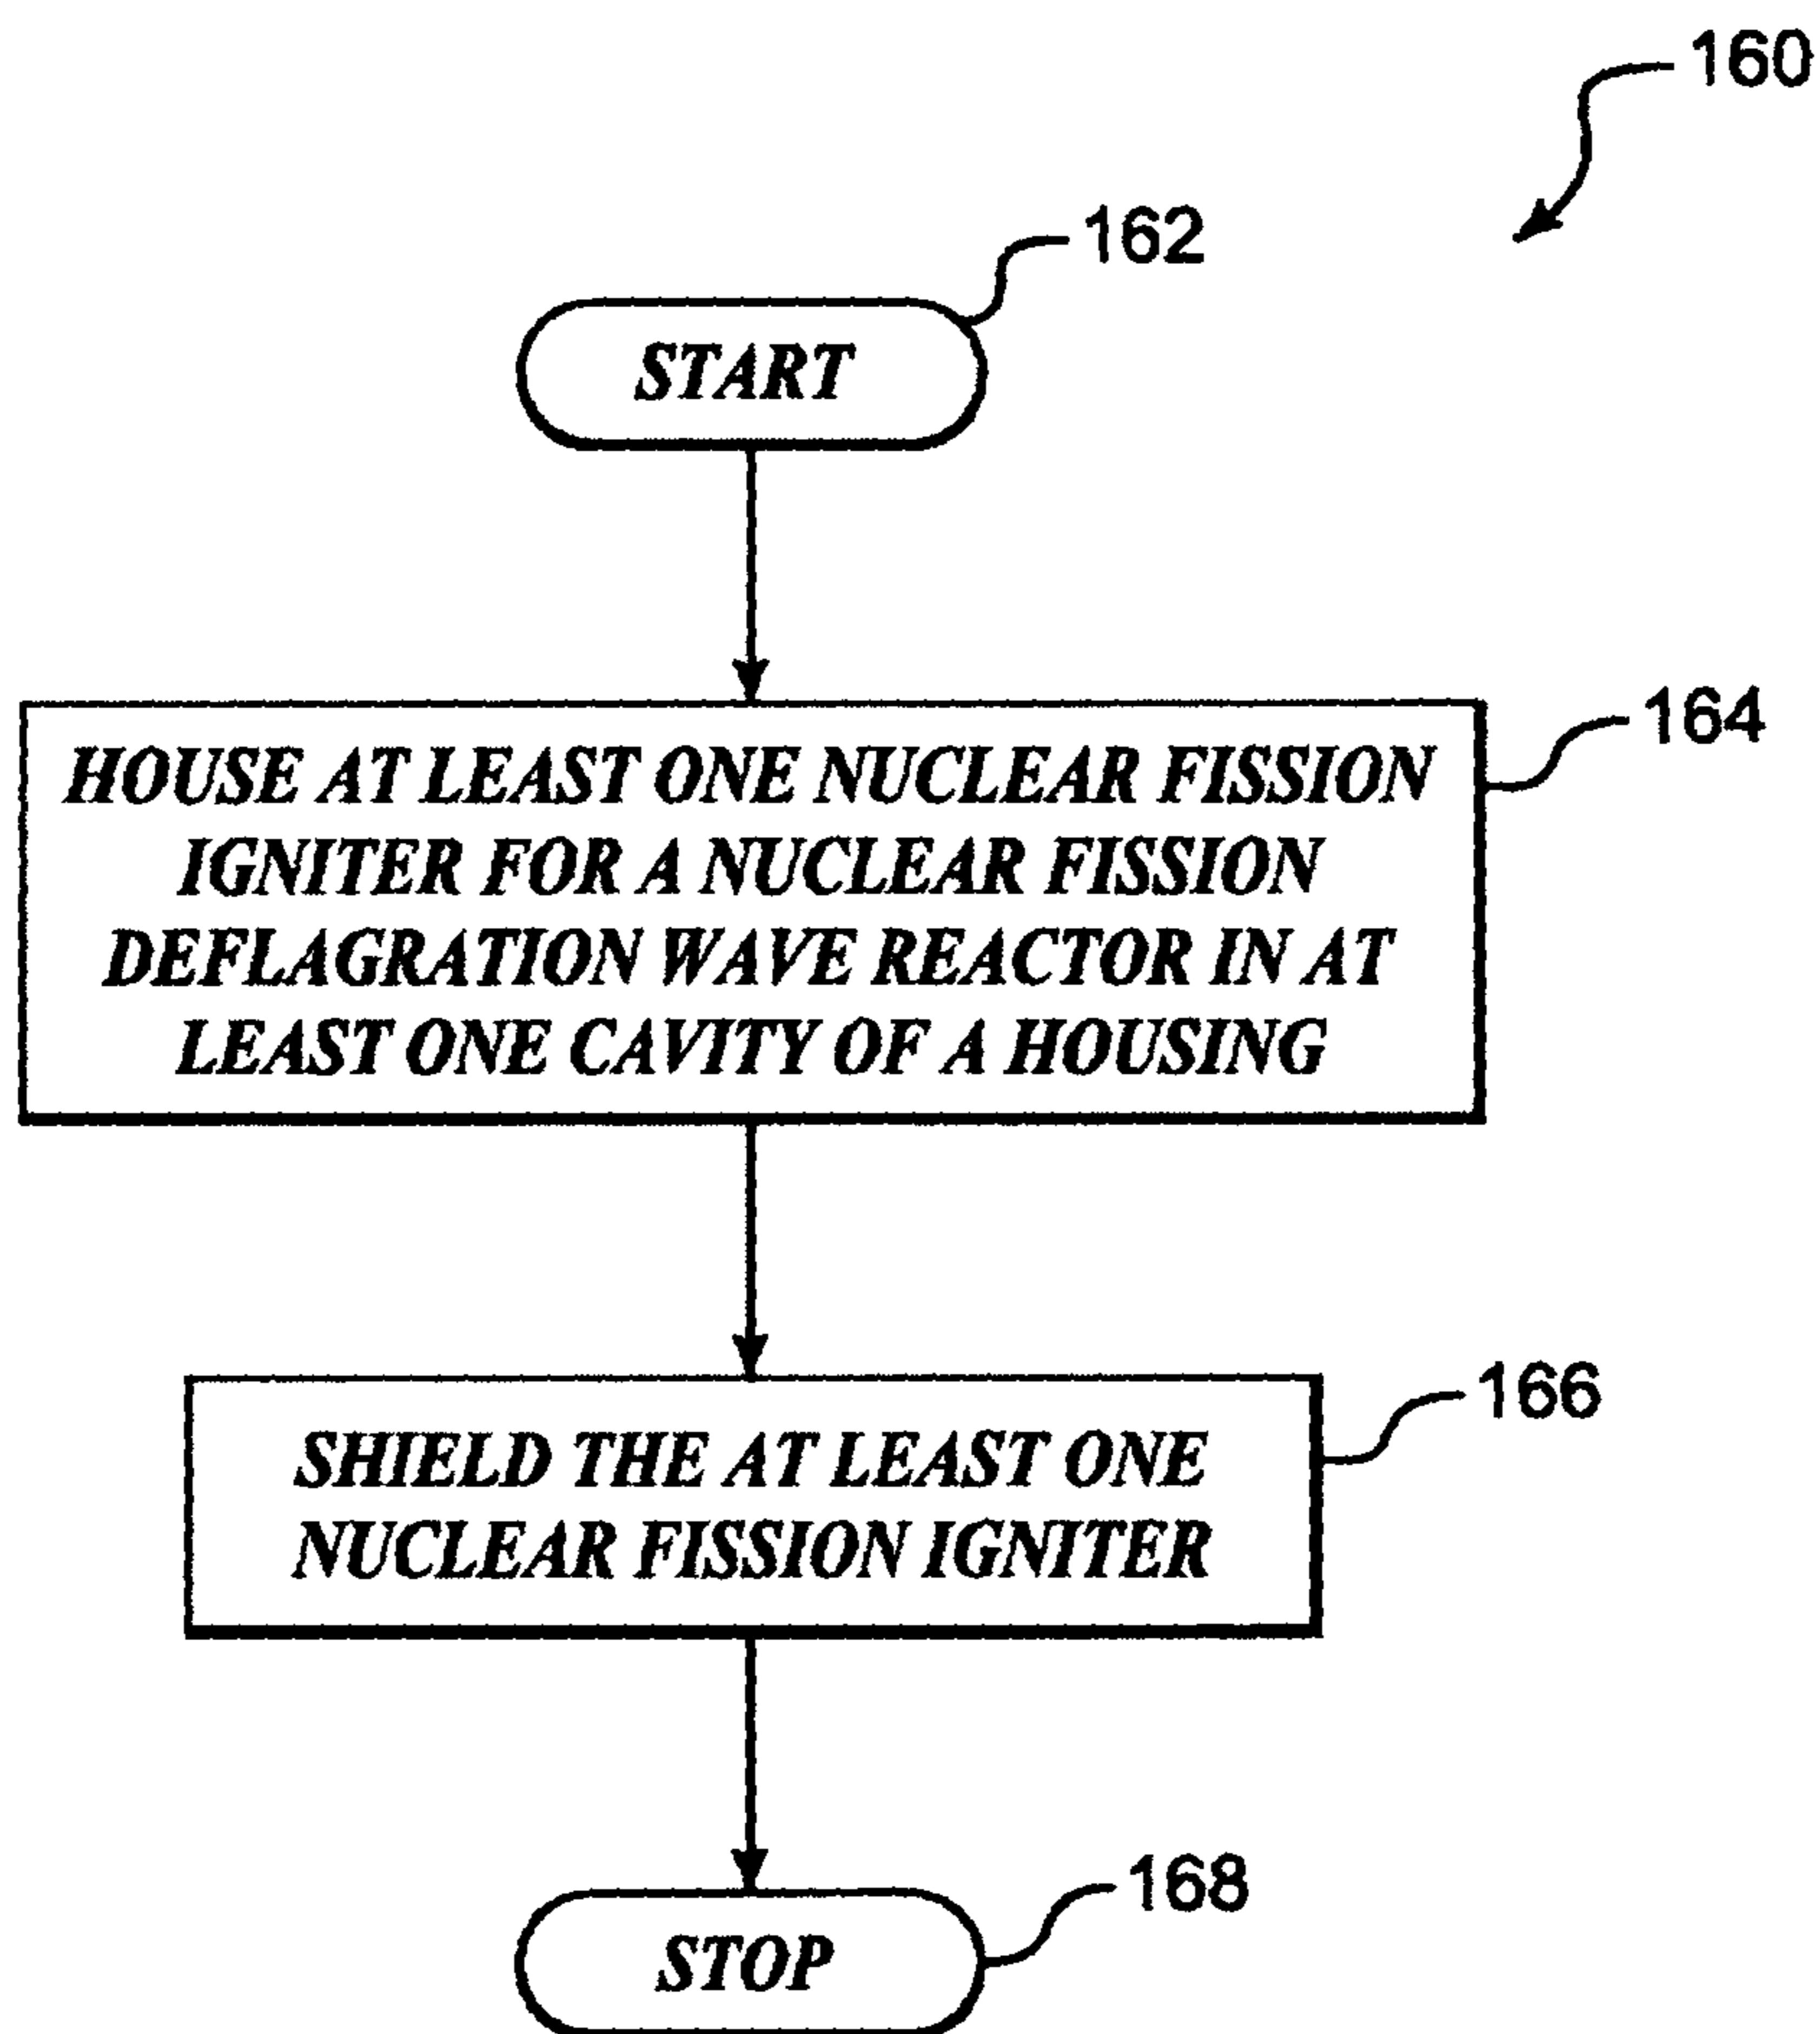 160
162
START
164
HOUSE AT LEAST ONE NUCLEAR FISSION
IGNITER FOR A NUCLEAR FISSION
DEFLAGRATION WAVE REACTOR IN AT
LEAST ONE CAVITY OF A HOUSING
166
SHIELD THE AT LEAST ONE
NUCLEAR FISSION IGNITER
168
STOP